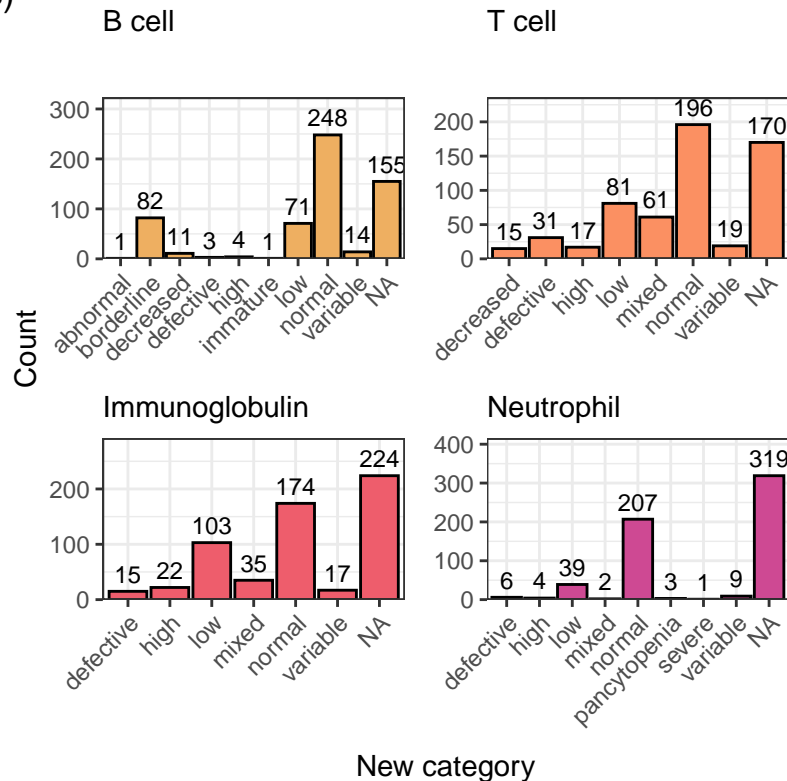 B cell
T cell
300
200
100
0
1
82
11
3
4
1
71
248
14
155
abnormal
borderline
decreased
defective
high
immature
low
normal
variable
NA
200
150
100
50
0
15
31
17
81
61
196
19
170
decreased
defective
high
low
mixed
normal
variable
NA
Count
Immunoglobulin
Neutrophil
200
100
0
15
22
103
35
174
17
224
defective
high
low
mixed
normal
variable
NA
400
300
200
100
0
6
4
39
2
207
3
1
9
319
defective
high
low
mixed
normal
pancytopenia
severe
variable
NA
New category